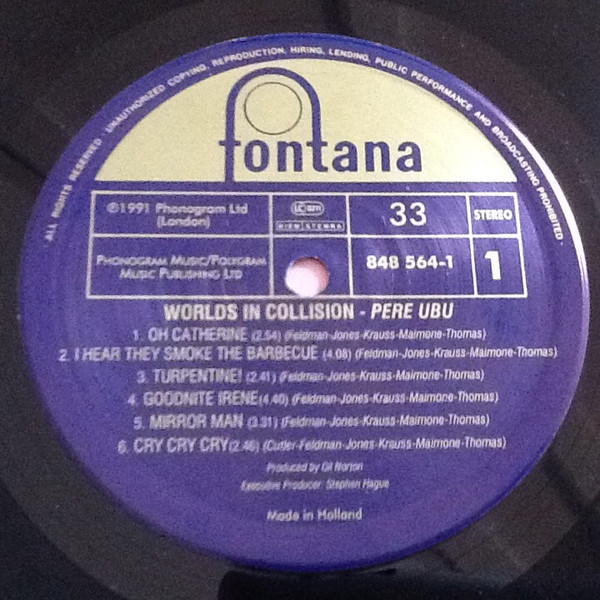 ALL RIGHTS RESERVED · UNAUTHORIZED COPYING, REPRODUCTION, HIRING, LENDING, PUBLIC PERFORMANCE AND BROADCASTING PROHIBITED ·
fontana
℗1991 Phonogram Ltd
(London)
LC 0211
BIEM STEMRA
33
STEREO
Phonogram Music/Polygram
Music Publishing Ltd
848 564-1
1
WORLDS IN COLLISION - PERE UBU
1. OH CATHERINE (2.54) (Feldman-Jones-Krauss-Maimone-Thomas)
2. I HEAR THEY SMOKE THE BARBECUE (4.08) (Feldman-Jones-Krauss-Maimone-Thomas)
3. TURPENTINE! (2.41) (Feldman-Jones-Krauss-Maimone-Thomas)
4. GOODNITE IRENE(4.40) (Feldman-Jones-Krauss-Maimone-Thomas)
5. MIRROR MAN (3.31) (Feldman-Jones-Krauss-Maimone-Thomas)
6. CRY CRY CRY(2.46) (Cutler-Feldman-Jones-Krauss-Maimone-Thomas)
Produced by Gil Norton
Executive Producer: Stephen Hague
Made in Holland